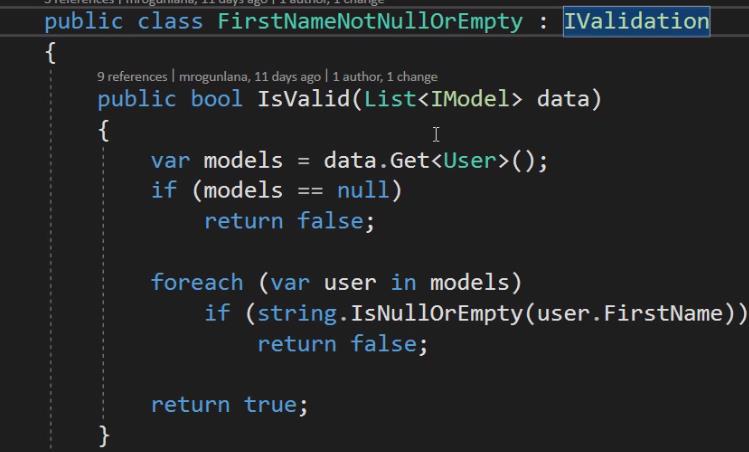 3 references | mrogunlana, 11 days ago | 1 author, 1 change
public class FirstNameNotNullOrEmpty : IValidation
{
9 references | mrogunlana, 11 days ago | 1 author, 1 change
public bool IsValid(List<IModel> data)
{
var models = data.Get<User>();
if (models == null)
return false;
foreach (var user in models)
if (string.IsNullOrEmpty(user.FirstName))
return false;
return true;
}